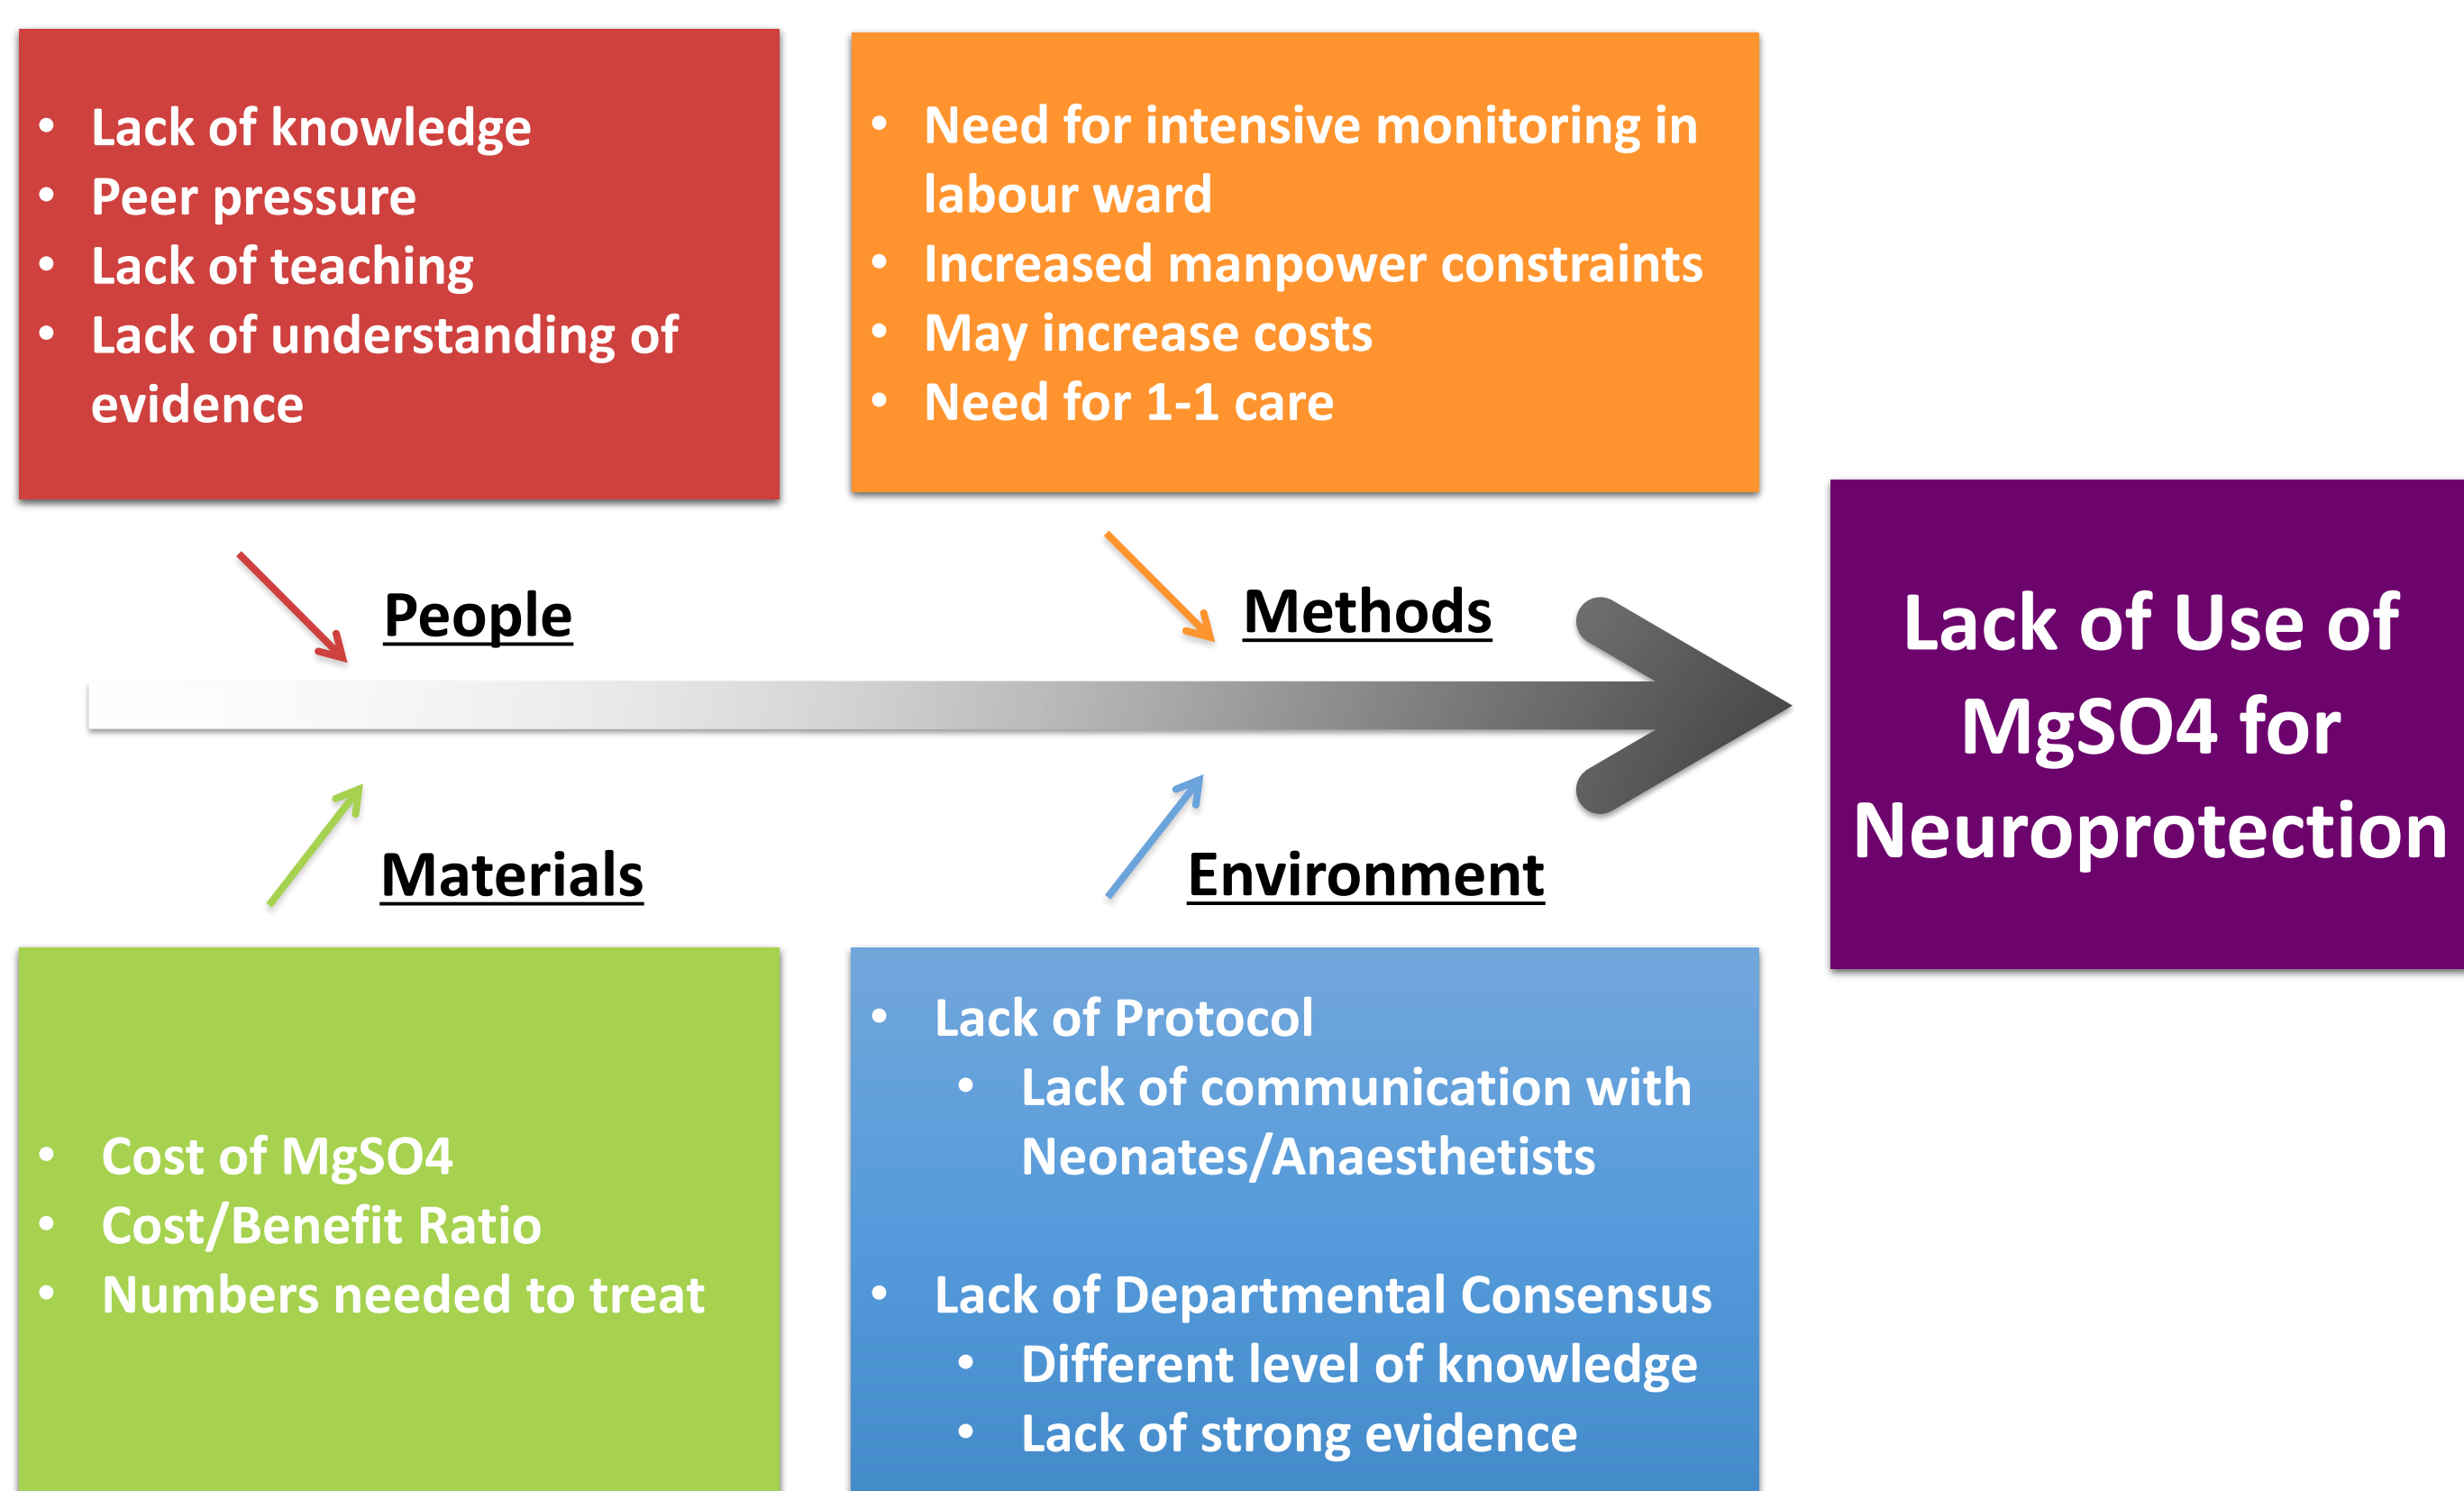 • Lack of knowledge
• Peer pressure
• Lack of teaching
• Lack of understanding of
evidence
• Need for intensive monitoring in
labour ward
• Increased manpower constraints
• May increase costs
• Need for 1-1 care
People
Methods
Lack of Use of
MgSO4 for
Neuroprotection
Materials
Environment
• Cost of MgSO4
• Cost/Benefit Ratio
• Numbers needed to treat
• Lack of Protocol
• Lack of communication with
Neonates/Anaesthetists
• Lack of Departmental Consensus
• Different level of knowledge
• Lack of strong evidence